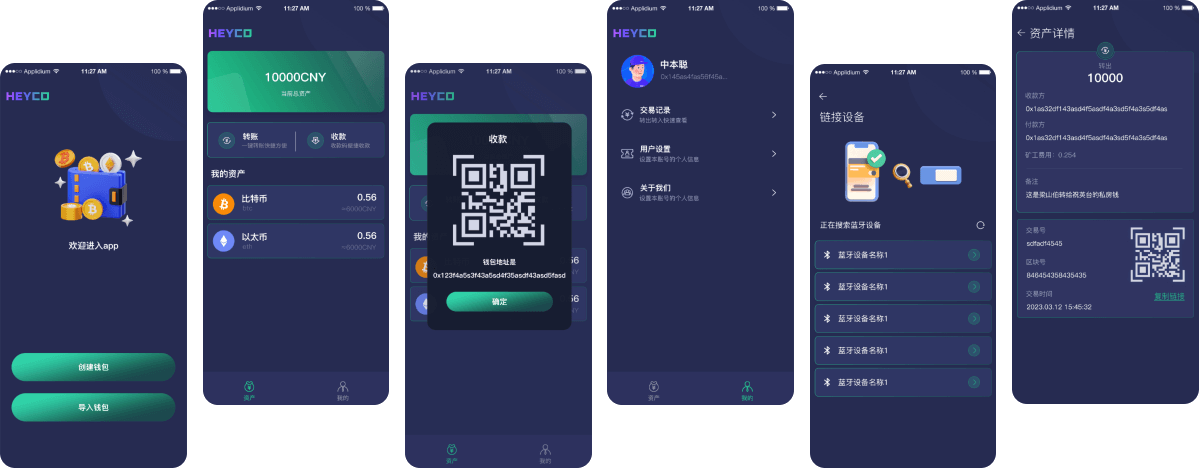 ●●●○○ Applidium 11:27 AM 100 %
HEYCO
欢迎进入app
创建钱包
导入钱包
●●●○○ Applidium 11:27 AM 100 %
HEYCO
10000CNY
当前总资产
转账
一键转账快捷方便
收款
收款码极速收款
我的资产
比特币 0.56
btc ≈6000CNY
以太币 0.56
eth ≈6000CNY
资产 我的
●●●○○ Applidium 11:27 AM 100 %
HEYCO
收款
钱包地址是
0x123f4a5s3f43a5sd4f35asdf43asd5fasd
确定
资产 我的
●●●○○ Applidium 11:27 AM 100 %
HEYCO
中本聪
交易记录
转出转入快速查看
用户设置
设置本账号的个人信息
关于我们
设置本账号的个人信息
资产 我的
●●●○○ Applidium 11:27 AM 100 %
链接设备
正在搜索蓝牙设备
蓝牙设备名称1
蓝牙设备名称1
蓝牙设备名称1
蓝牙设备名称1
蓝牙设备名称1
●●●○○ Applidium 11:27 AM 100 %
资产详情
转出
10000
收款方
0x1as32df143asd4f5asdf4a3sd5f4a3s5df4as
付款方
0x1as32df143asd4f5asdf4a3sd5f4a3s5df4as
矿工费用：0.254
备注
这是梁山伯转给祝英台的私房钱
交易号
sdfadf4545
区块号
846454358435435
交易时间
2023.03.12 15:45:32
复制链接